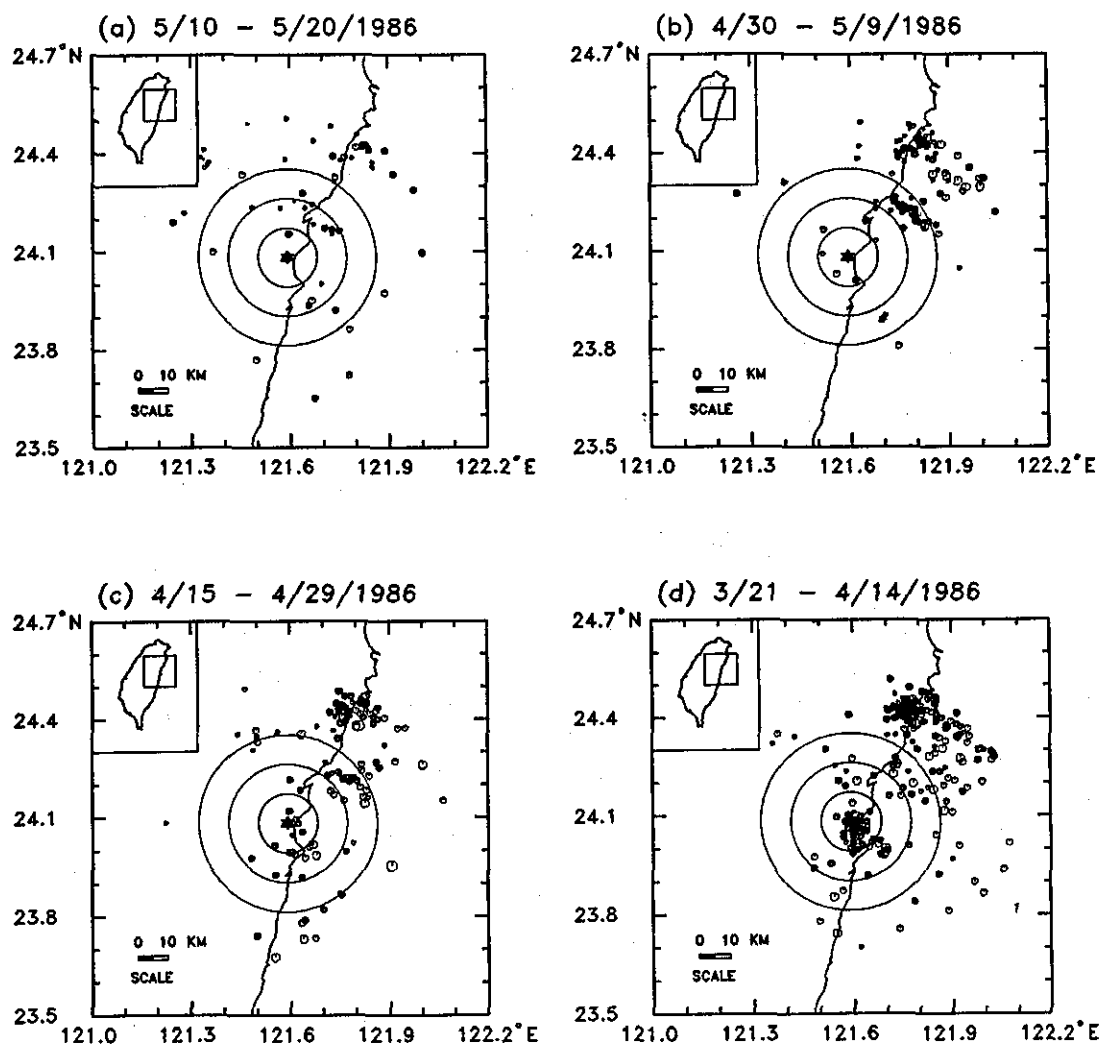 (a) 5/10 - 5/20/1986
24.7°N
24.4
24.1
23.8
23.5
0 10 KM
SCALE
121.0 121.3 121.6 121.9 122.2°E
(b) 4/30 - 5/9/1986
24.7°N
24.4
24.1
23.8
23.5
0 10 KM
SCALE
121.0 121.3 121.6 121.9 122.2°E
(c) 4/15 - 4/29/1986
24.7°N
24.4
24.1
23.8
23.5
0 10 KM
SCALE
121.0 121.3 121.6 121.9 122.2°E
(d) 3/21 - 4/14/1986
24.7°N
24.4
24.1
23.8
23.5
0 10 KM
SCALE
121.0 121.3 121.6 121.9 122.2°E